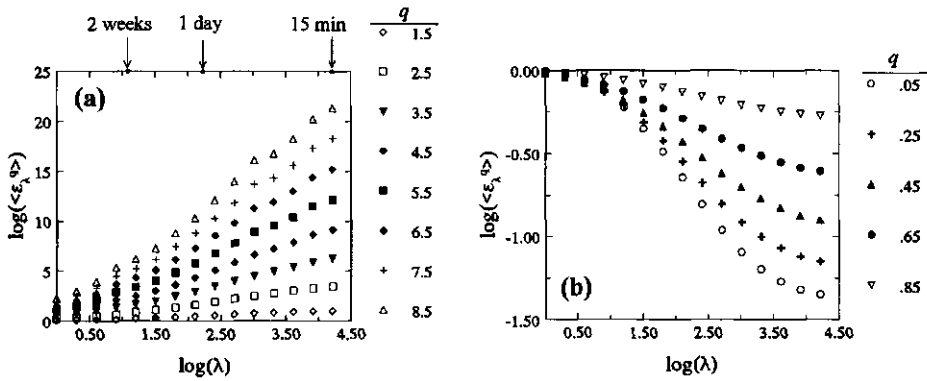 2 weeks 1 day 15 min
25
20
15
10
5
0
log(<ε_λ^q>)
(a)
0.50 1.50 2.50 3.50 4.50
log(λ)
q
1.5
2.5
3.5
4.5
5.5
6.5
7.5
8.5
0.00
-0.50
-1.00
-1.50
log(<ε_λ^q>)
(b)
0.50 1.50 2.50 3.50 4.50
log(λ)
q
.05
.25
.45
.65
.85